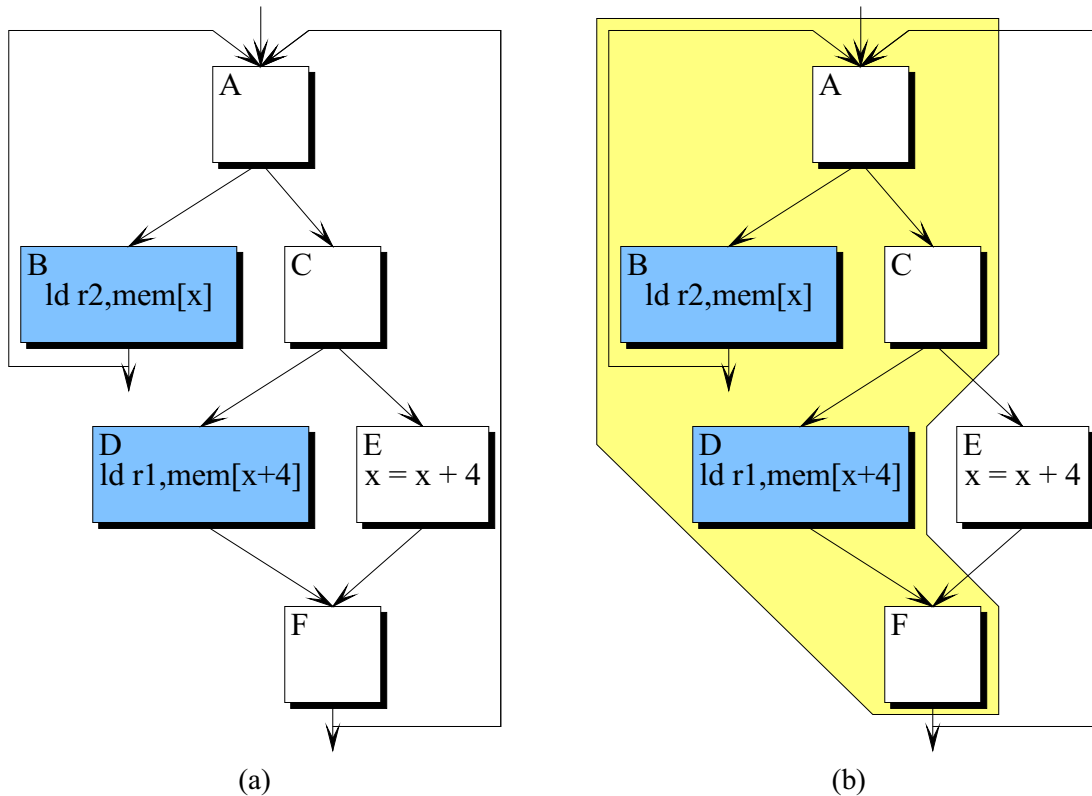 A
A
B
ld r2,mem[x]
C
B
ld r2,mem[x]
C
D
ld r1,mem[x+4]
E
x = x + 4
D
ld r1,mem[x+4]
E
x = x + 4
F
F
(a)
(b)